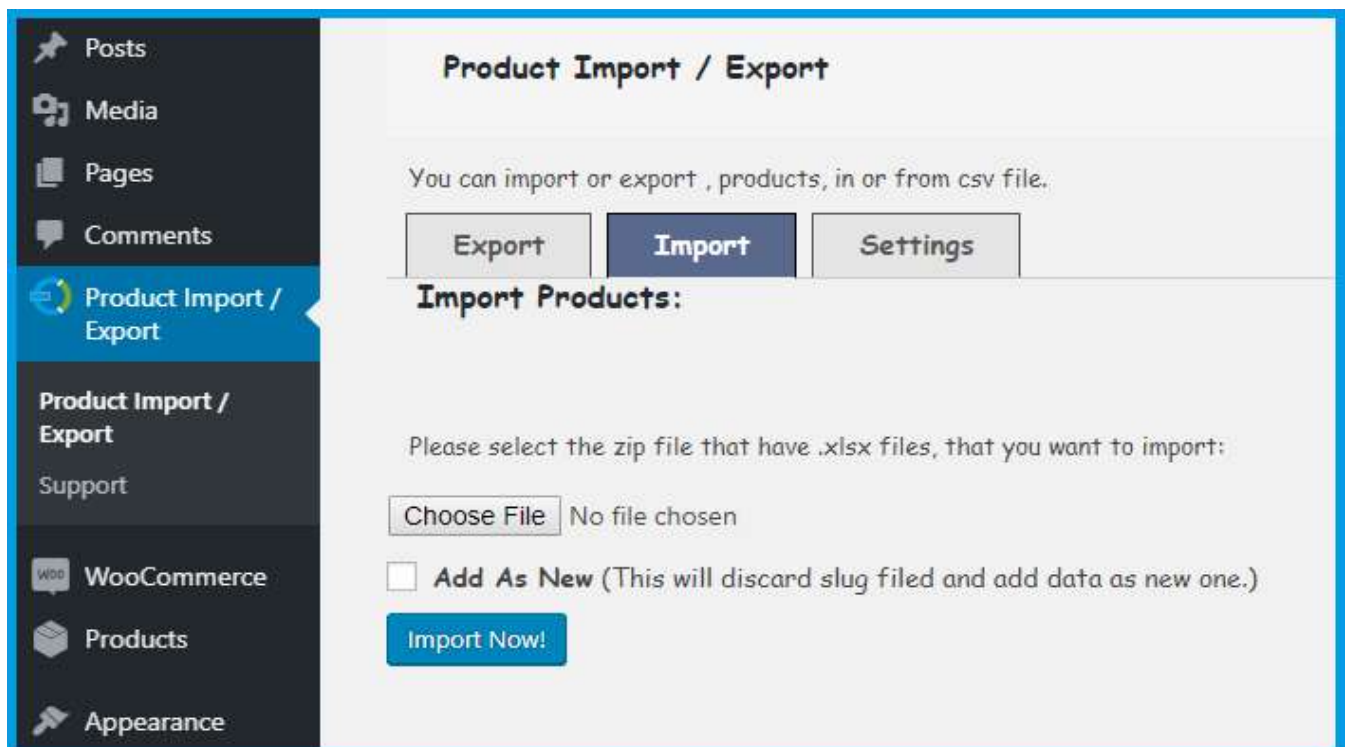 Posts
Media
Pages
Comments
Product Import /
Export
Product Import /
Export
Support
WOO
WooCommerce
Products
Appearance
Product Import / Export
You can import or export , products, in or from csv file.
Export
Import
Settings
Import Products:
Please select the zip file that have .xlsx files, that you want to import:
Choose File No file chosen
Add As New (This will discard slug filed and add data as new one.)
Import Now!